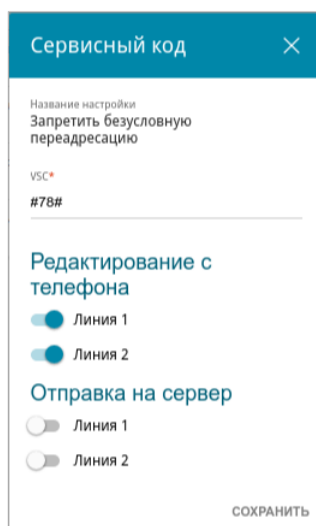 Сервисный код
Название настройки
Запретить безусловную
переадресацию
VSC*
#78#
Редактирование с
телефона
Линия 1
Линия 2
Отправка на сервер
Линия 1
Линия 2
СОХРАНИТЬ